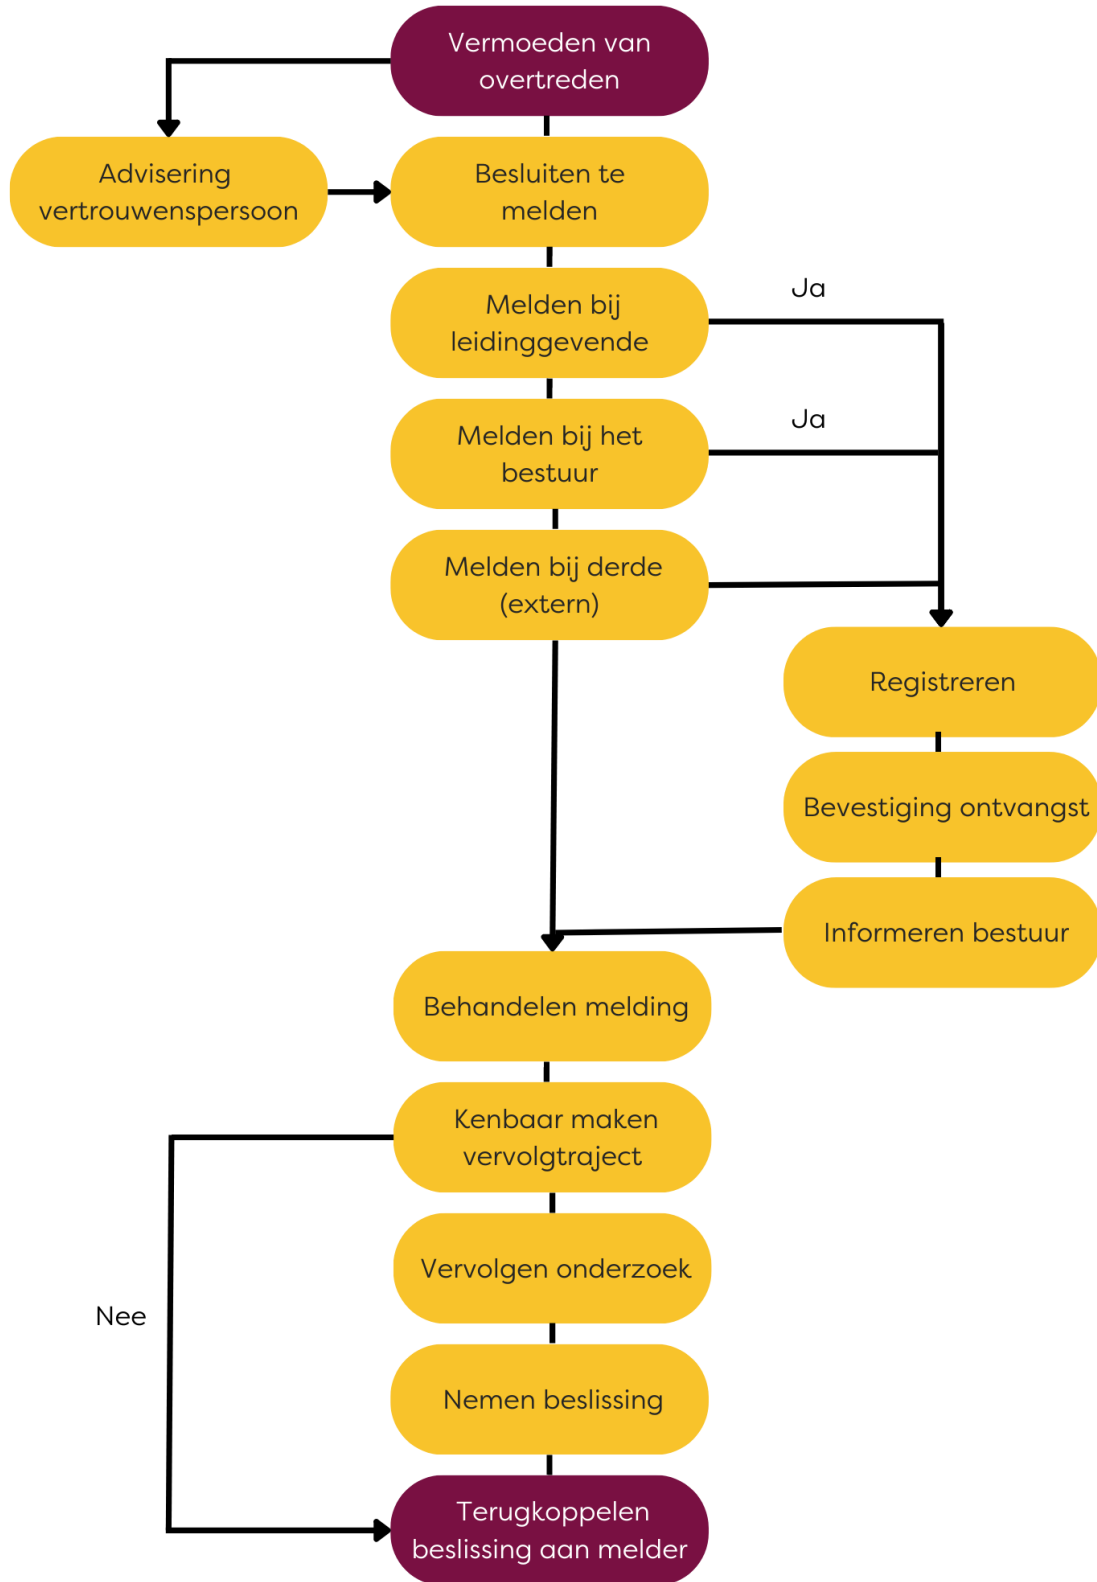 Vermoeden van
overtreden
Advisering
vertrouwenspersoon
Besluiten te
melden
Melden bij
leidinggevende
Ja
Melden bij het
bestuur
Ja
Melden bij derde
(extern)
Registreren
Bevestiging ontvangst
Informeren bestuur
Behandelen melding
Kenbaar maken
vervolgtraject
Vervolgen onderzoek
Nee
Nemen beslissing
Terugkoppelen
beslissing aan melder